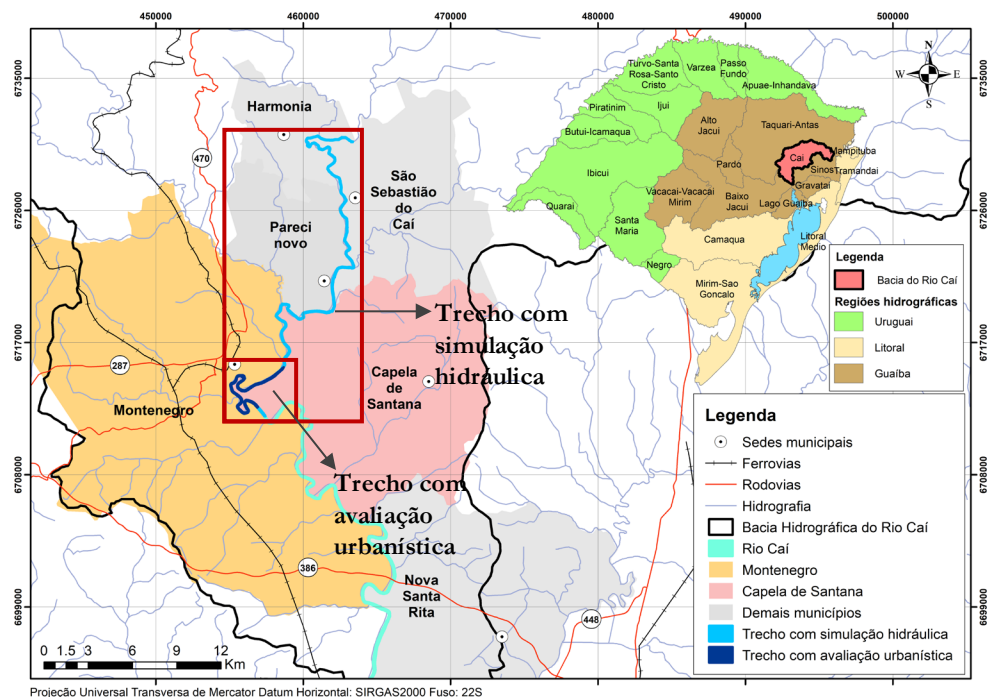 450000 460000 470000 480000 490000 500000
6735000
6726000
6717000
6708000
6699000
6735000
6726000
6717000
6708000
6699000
Harmonia
470
São
Sebastião
do
Caí
Pareci
novo
Trecho com
simulação
hidráulica
287
Capela
de
Santana
Montenegro
Trecho com
avaliação
urbanística
386
Nova
Santa
Rita
448
0 1.5 3 6 9 12
Km
N
W E
S
Turvo-Santa
Rosa-Santo
Cristo
Varzea
Passo
Fundo
Apuae-Inhandava
Piratinim
Ijui
Butui-Icamaqua
Alto
Jacui
Taquari-Antas
Ibicui
Pardo
Cai
Mampituba
Sinos
Tramandai
Gravatai
Quarai
Vacacai-Vacacai
Mirim
Baixo
Jacui
Lago Guaiba
Santa
Maria
Camaqua
Litoral
Medio
Negro
Mirim-Sao
Goncalo
Legenda
Bacia do Rio Caí
Regiões hidrográficas
Uruguai
Litoral
Guaíba
Legenda
Sedes municipais
Ferrovias
Rodovias
Hidrografia
Bacia Hidrográfica do Rio Caí
Rio Caí
Montenegro
Capela de Santana
Demais municípios
Trecho com simulação hidráulica
Trecho com avaliação urbanística
Projeção Universal Transversa de Mercator Datum Horizontal: SIRGAS2000 Fuso: 22S